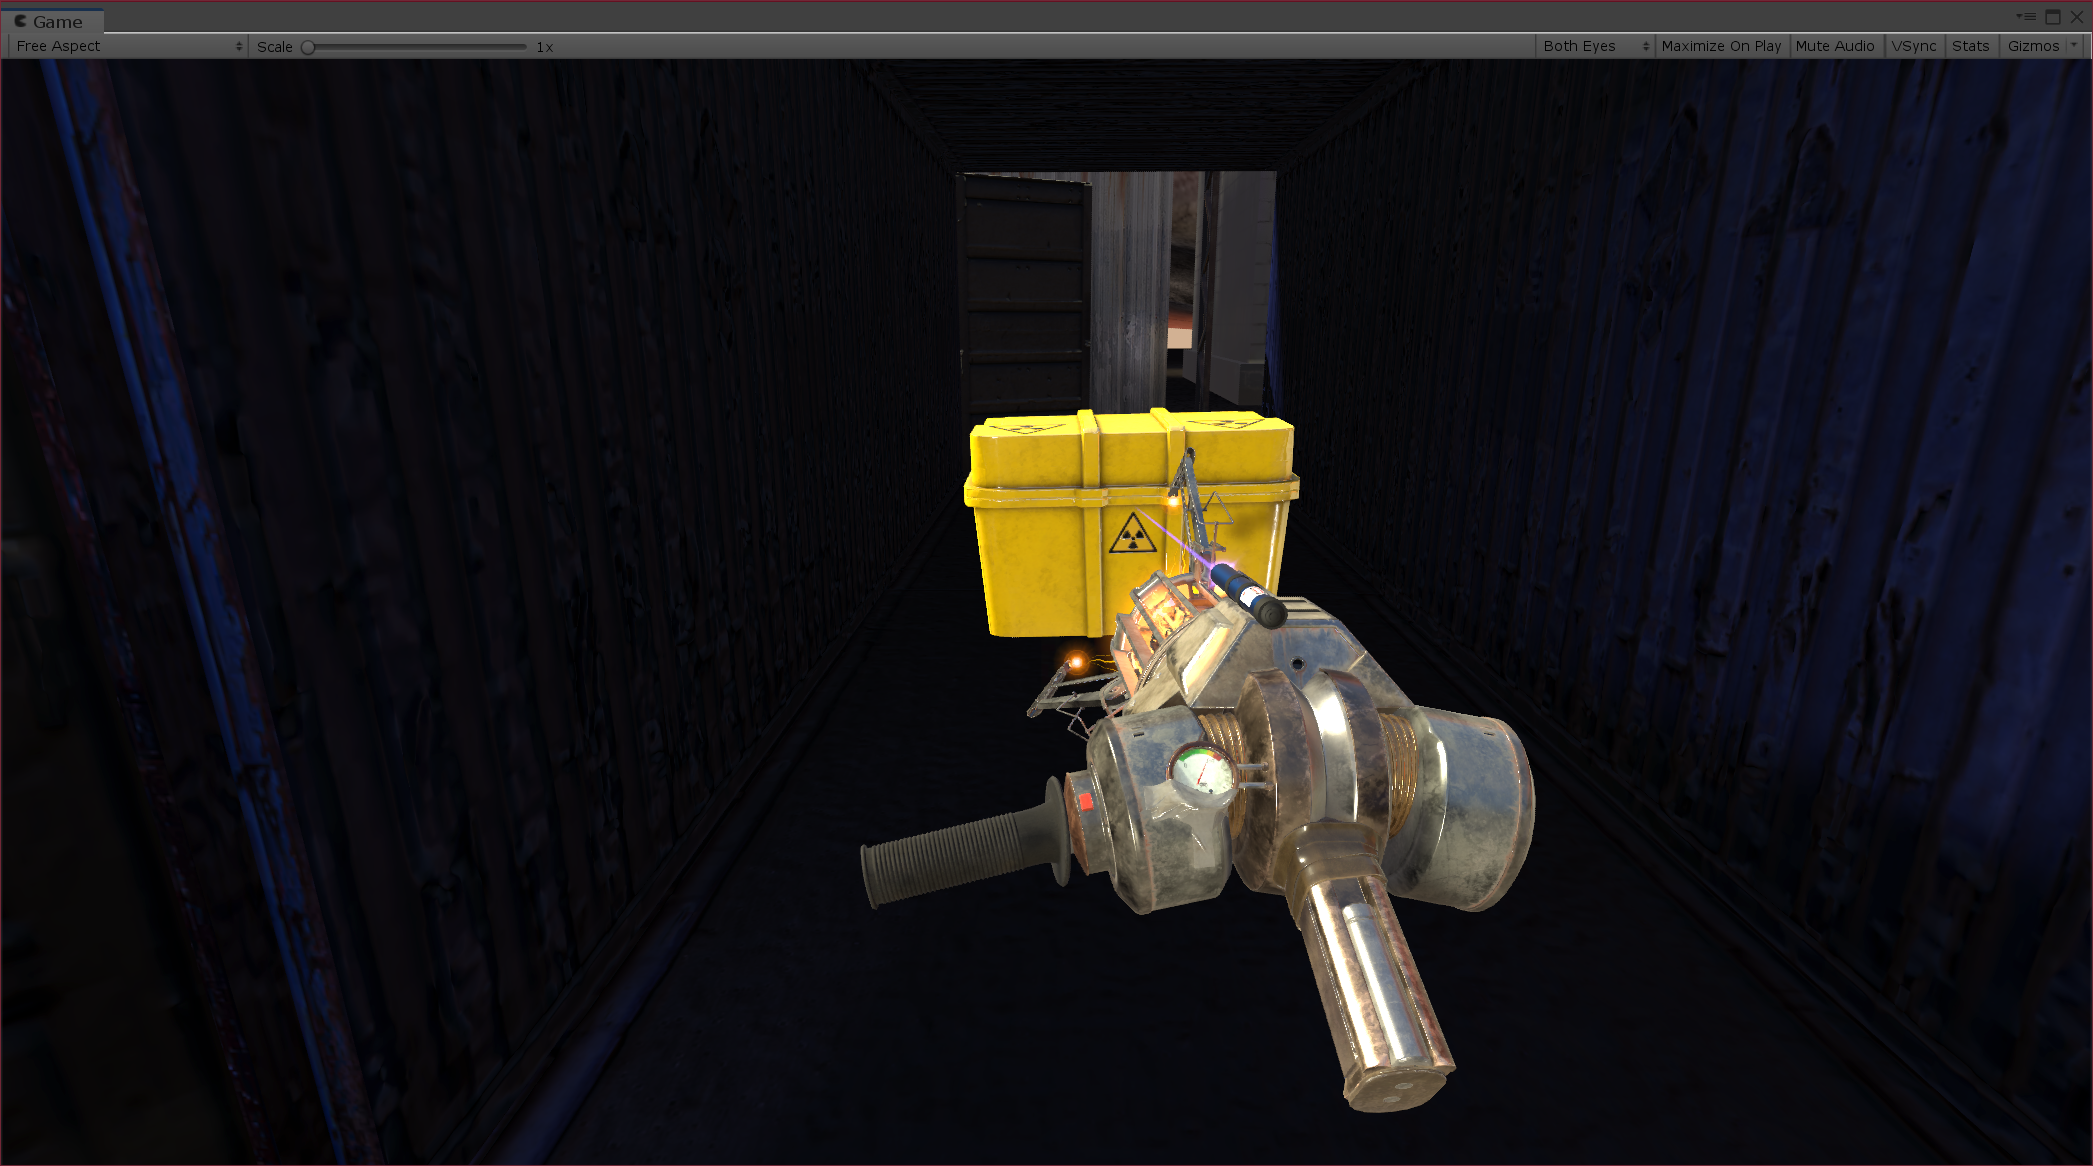 Game
Free Aspect
Scale 1x
Both Eyes
Maximize On Play
Mute Audio
VSync
Stats
Gizmos